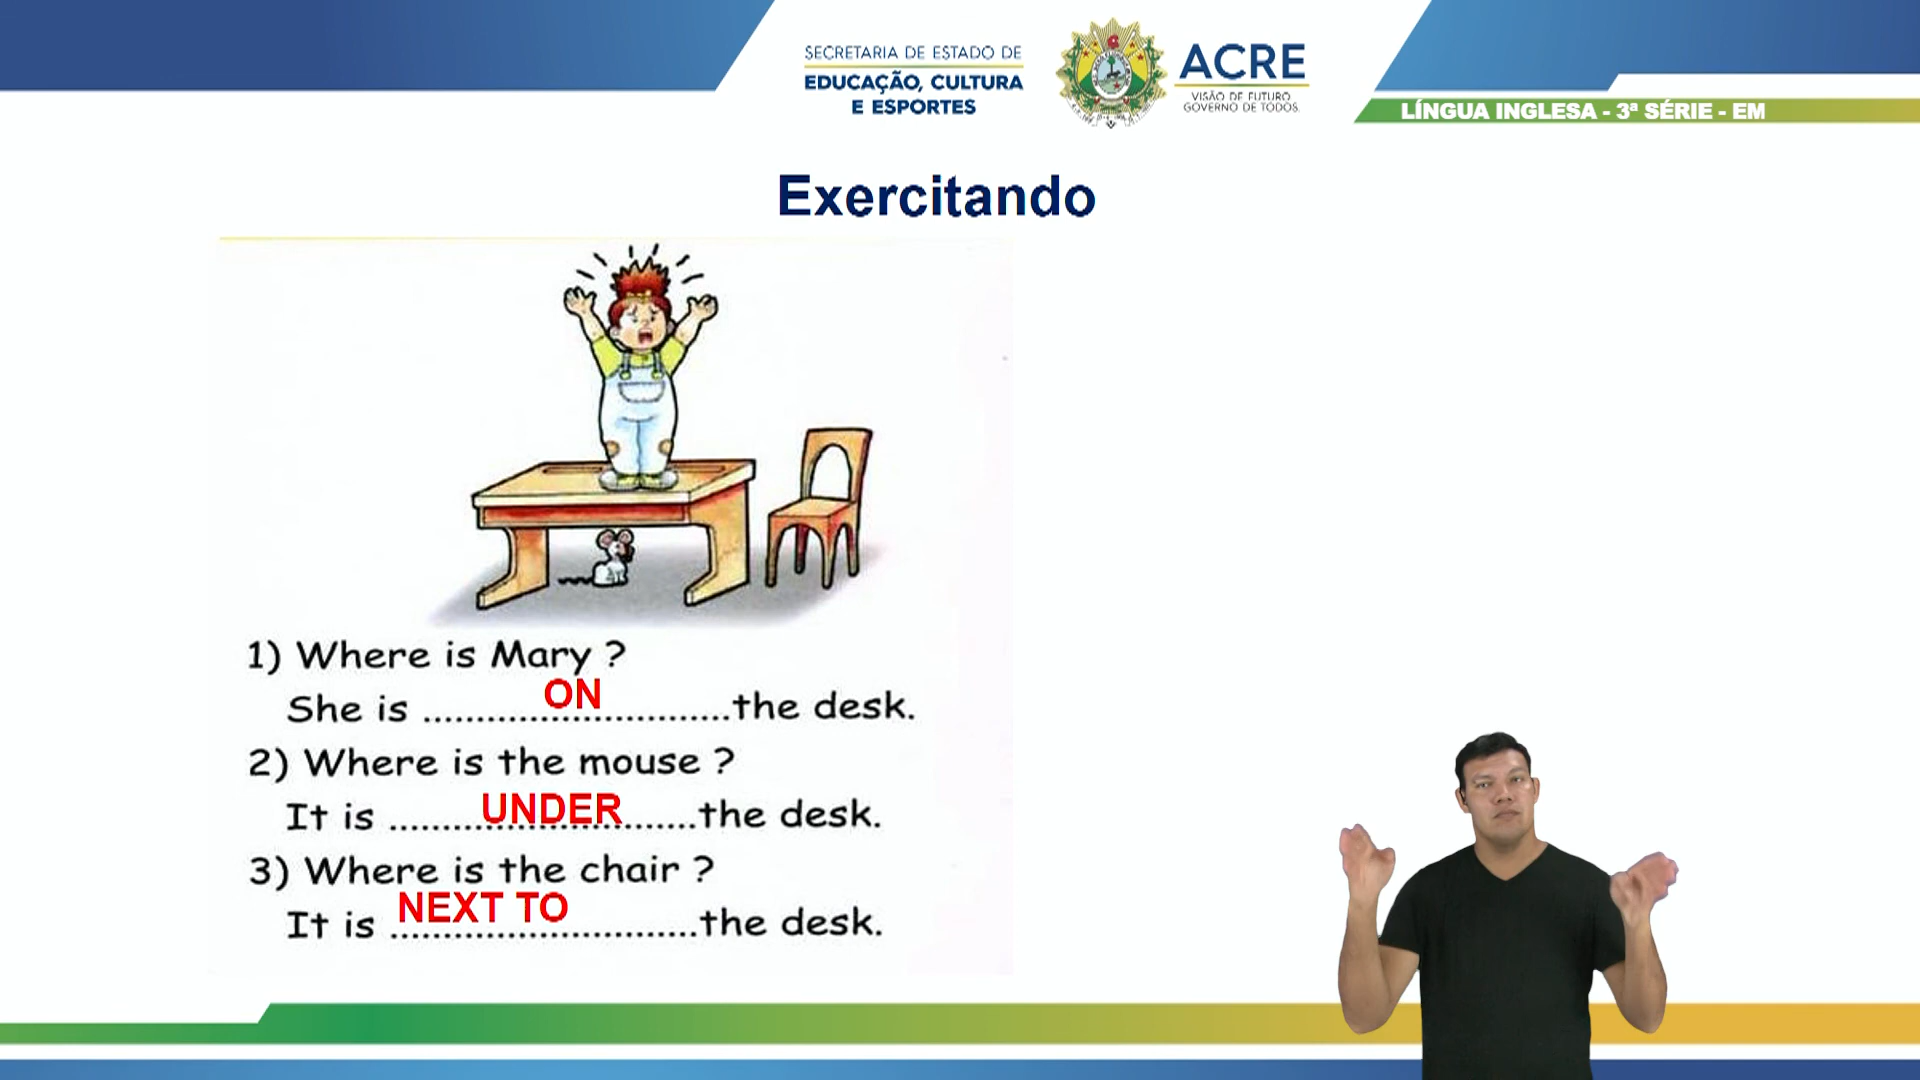 SECRETARIA DE ESTADO DE
EDUCAÇÃO, CULTURA
E ESPORTES
ACRE
VISÃO DE FUTURO
GOVERNO DE TODOS.
LÍNGUA INGLESA - 3ª SÉRIE - EM
Exercitando
1) Where is Mary ?
She is .............ON.............the desk.
2) Where is the mouse ?
It is .........UNDER.........the desk.
3) Where is the chair ?
It is NEXT TO.............the desk.